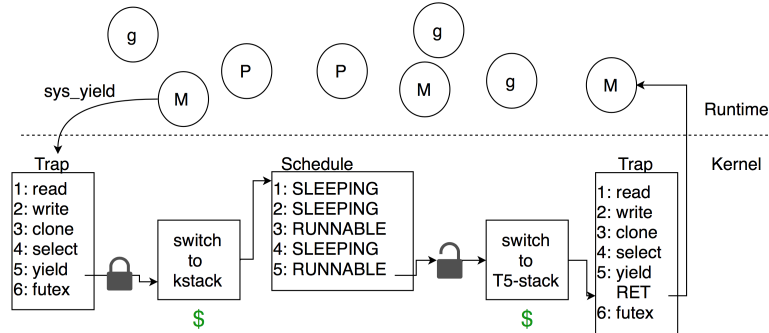 g
g
P
P
M
g
M
M
sys_yield
Runtime
Kernel
Trap
1: read
2: write
3: clone
4: select
5: yield
6: futex
switch
to
kstack
$
Schedule
1: SLEEPING
2: SLEEPING
3: RUNNABLE
4: SLEEPING
5: RUNNABLE
switch
to
T5-stack
$
Trap
1: read
2: write
3: clone
4: select
5: yield
RET
6: futex